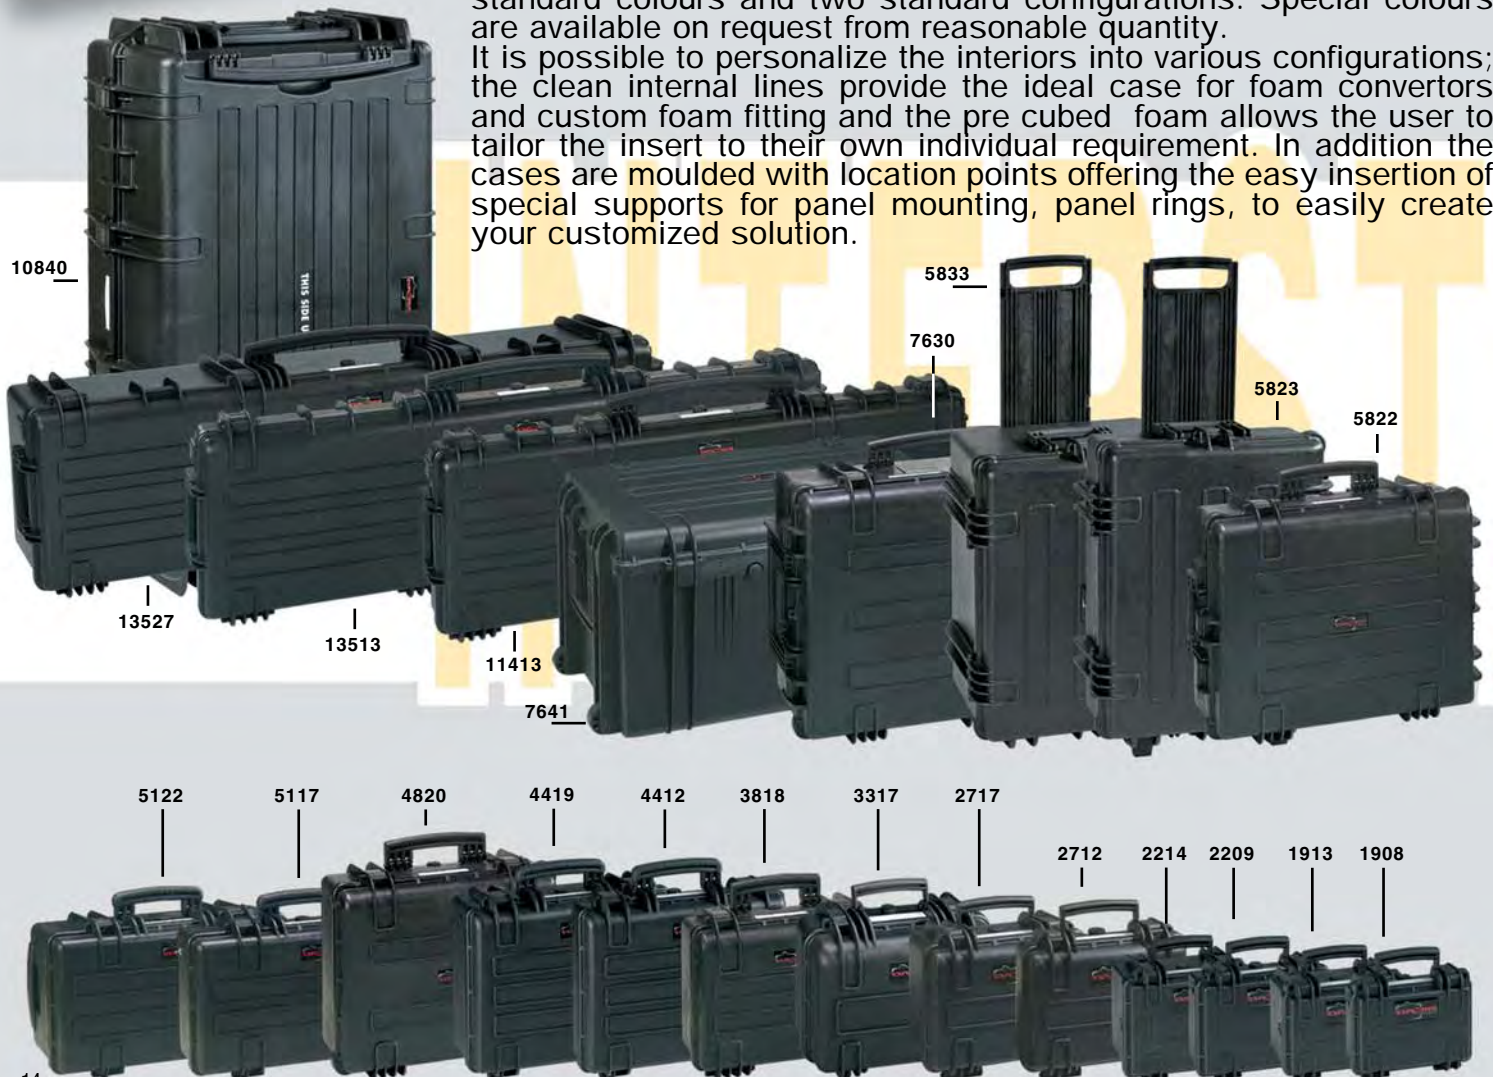 standard colours and two standard configurations. Special colours
are available on request from reasonable quantity.
It is possible to personalize the interiors into various configurations;
the clean internal lines provide the ideal case for foam convertors
and custom foam fitting and the pre cubed foam allows the user to
tailor the insert to their own individual requirement. In addition the
cases are moulded with location points offering the easy insertion of
special supports for panel mounting, panel rings, to easily create
your customized solution.
10840
THIS SIDE U
5833
7630
5823
5822
13527
13513
11413
7641
5122 5117 4820 4419 4412 3818 3317 2717
2712 2214 2209 1913 1908